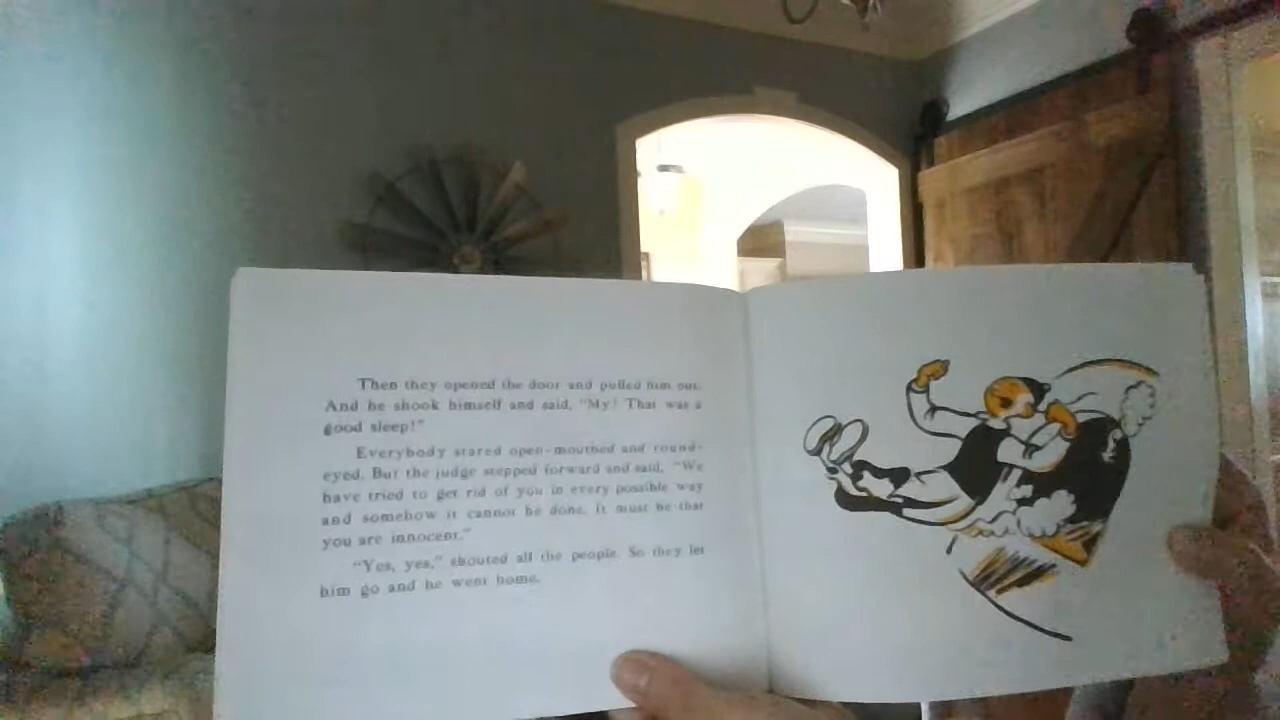 Then they opened the door and pulled him out.
And he shook himself and said, "My! That was a
good sleep!"
Everybody stared open-mouthed and round-
eyed. But the judge stepped forward and said, "We
have tried to get rid of you in every possible way
and somehow it cannot be done. It must be that
you are innocent."
"Yes, yes," shouted all the people. So they let
him go and he went home.